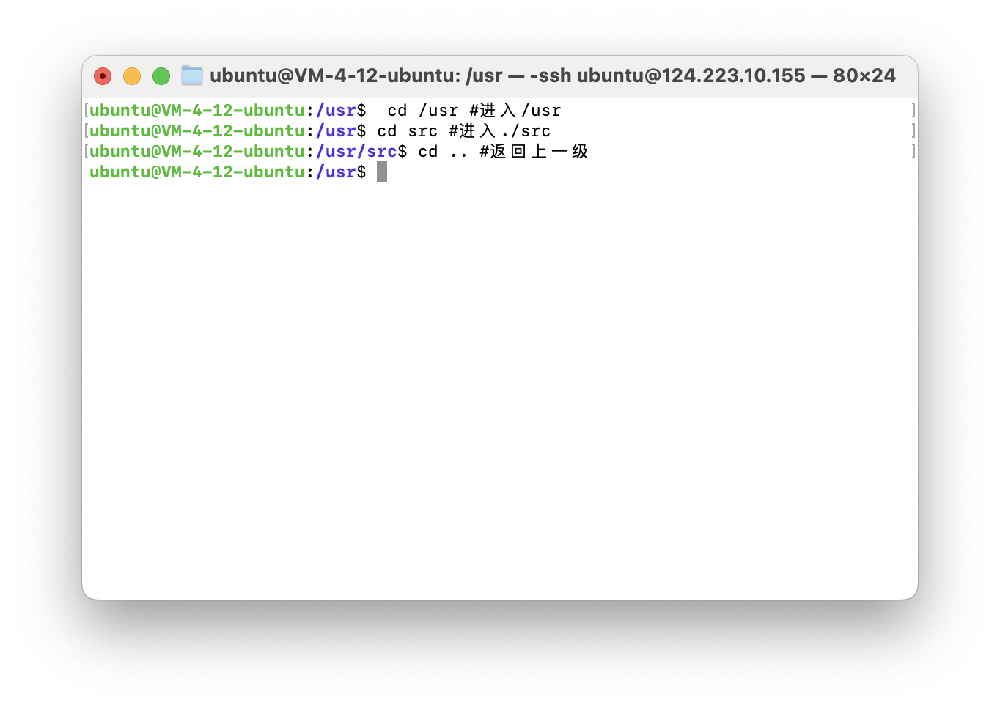 ubuntu@VM-4-12-ubuntu: /usr — -ssh ubuntu@124.223.10.155 — 80×24
[ubuntu@VM-4-12-ubuntu:/usr$  cd /usr #进入/usr ]
[ubuntu@VM-4-12-ubuntu:/usr$ cd src #进入./src ]
[ubuntu@VM-4-12-ubuntu:/usr/src$ cd .. #返回上一级 ]
ubuntu@VM-4-12-ubuntu:/usr$